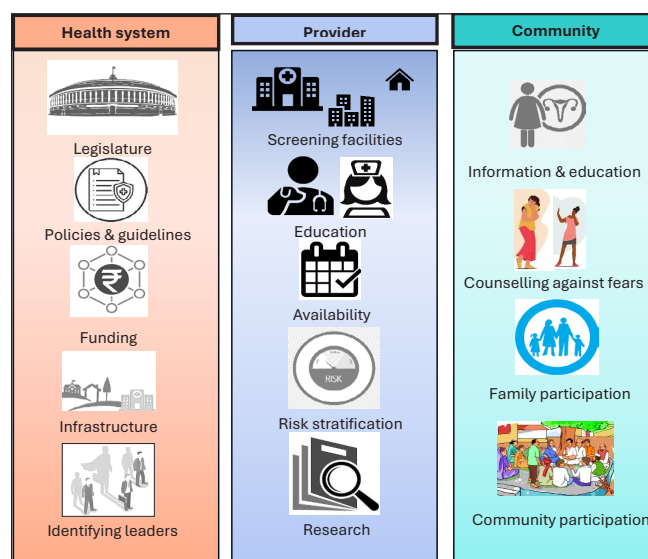 Health system
Legislature
Policies & guidelines
Funding
Infrastructure
Identifying leaders
Provider
Screening facilities
Education
Availability
RISK
Risk stratification
Research
Community
Information & education
Counselling against fears
Family participation
Community participation